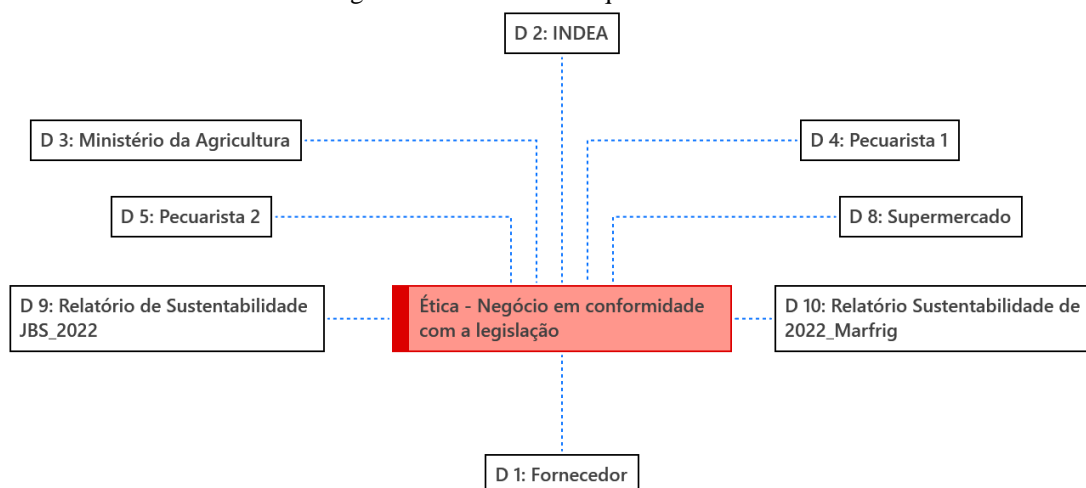 D 2: INDEA
D 3: Ministério da Agricultura
D 4: Pecuarista 1
D 5: Pecuarista 2
D 8: Supermercado
D 9: Relatório de Sustentabilidade
JBS_2022
Ética - Negócio em conformidade
com a legislação
D 10: Relatório Sustentabilidade de
2022_Marfrig
D 1: Fornecedor